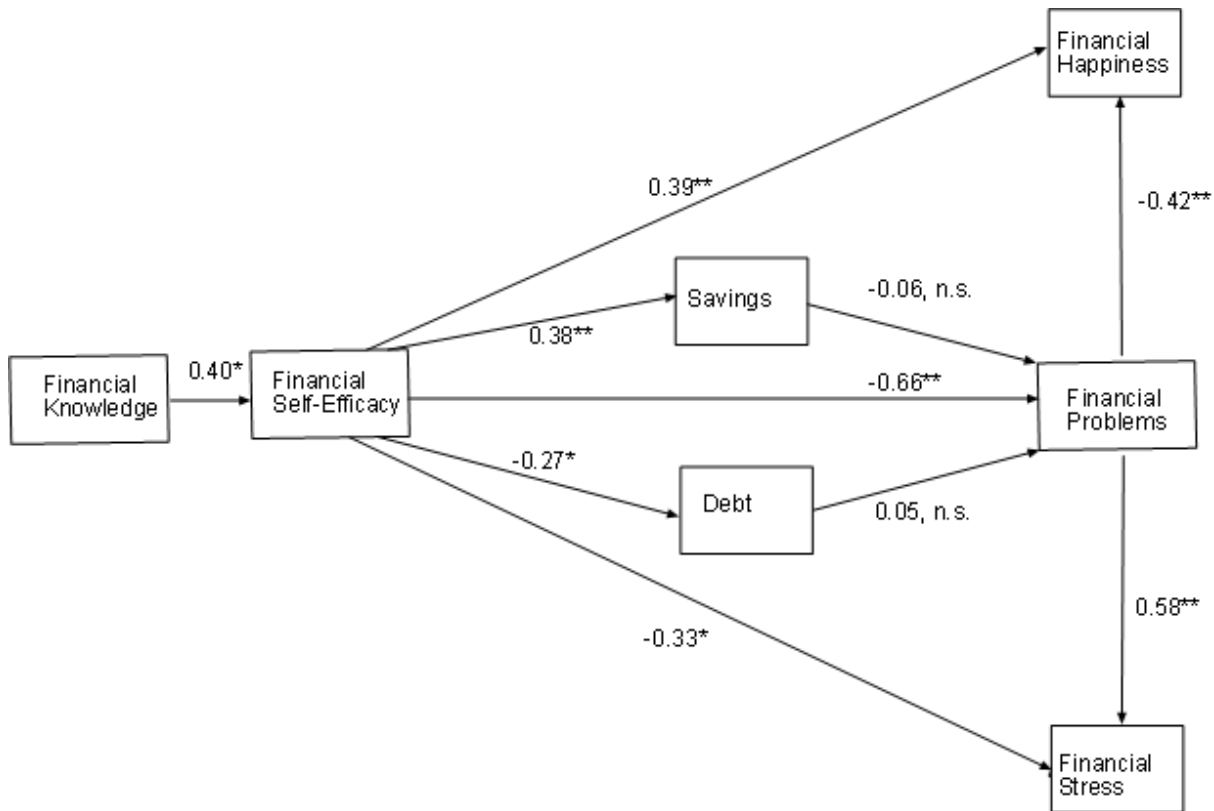 Financial
Happiness
0.39**
-0.42**
Savings
-0.06, n.s.
0.38**
Financial
Knowledge
0.40*
Financial
Self-Efficacy
-0.66**
Financial
Problems
-0.27*
Debt
0.05, n.s.
0.58**
-0.33*
Financial
Stress